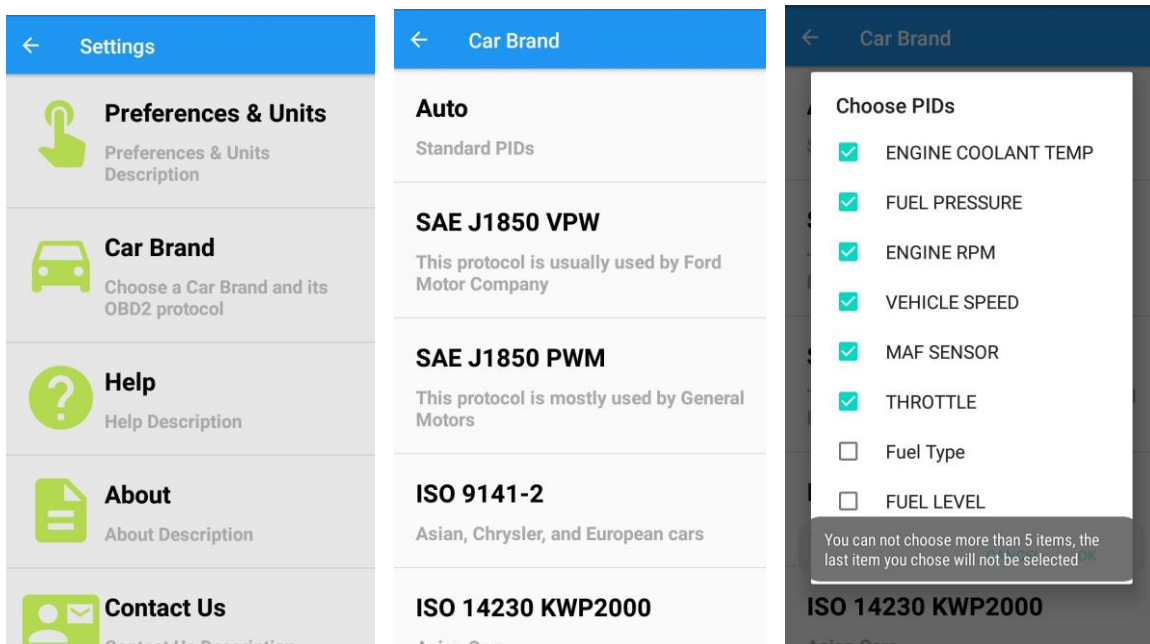 Settings
Preferences & Units
Preferences & Units
Description
Car Brand
Choose a Car Brand and its
OBD2 protocol
Help
Help Description
About
About Description
Contact Us
Contact Us Description
Car Brand
Auto
Standard PIDs
SAE J1850 VPW
This protocol is usually used by Ford
Motor Company
SAE J1850 PWM
This protocol is mostly used by General
Motors
ISO 9141-2
Asian, Chrysler, and European cars
ISO 14230 KWP2000
Asian Cars
Car Brand
Choose PIDs
ENGINE COOLANT TEMP
FUEL PRESSURE
ENGINE RPM
VEHICLE SPEED
MAF SENSOR
THROTTLE
Fuel Type
FUEL LEVEL
You can not choose more than 5 items, the
last item you chose will not be selected
OK
ISO 14230 KWP2000